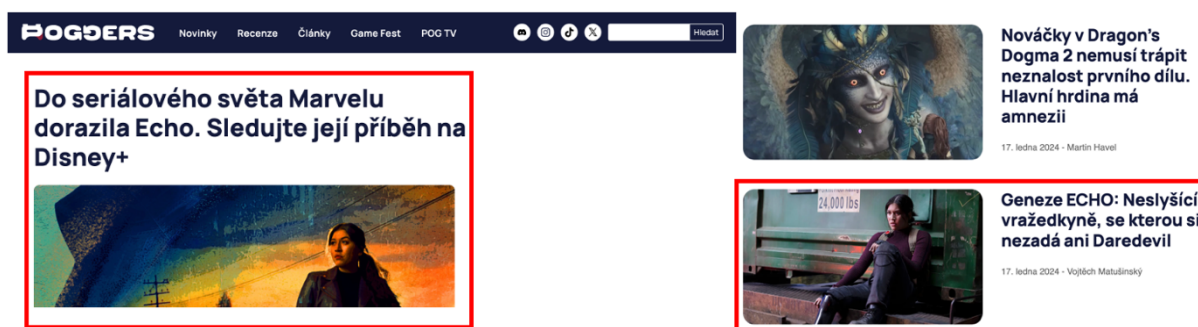 POGGERS Novinky Recenze Články Game Fest POG TV Hledat
Do seriálového světa Marvelu
dorazila Echo. Sledujte její příběh na
Disney+
Nováčky v Dragon's
Dogma 2 nemusí trápit
neznalost prvního dílu.
Hlavní hrdina má
amnezii
17. ledna 2024 - Martin Havel
24,000 lbs
Geneze ECHO: Neslyšící
vražedkyně, se kterou si
nezadá ani Daredevil
17. ledna 2024 - Vojtěch Matušinský